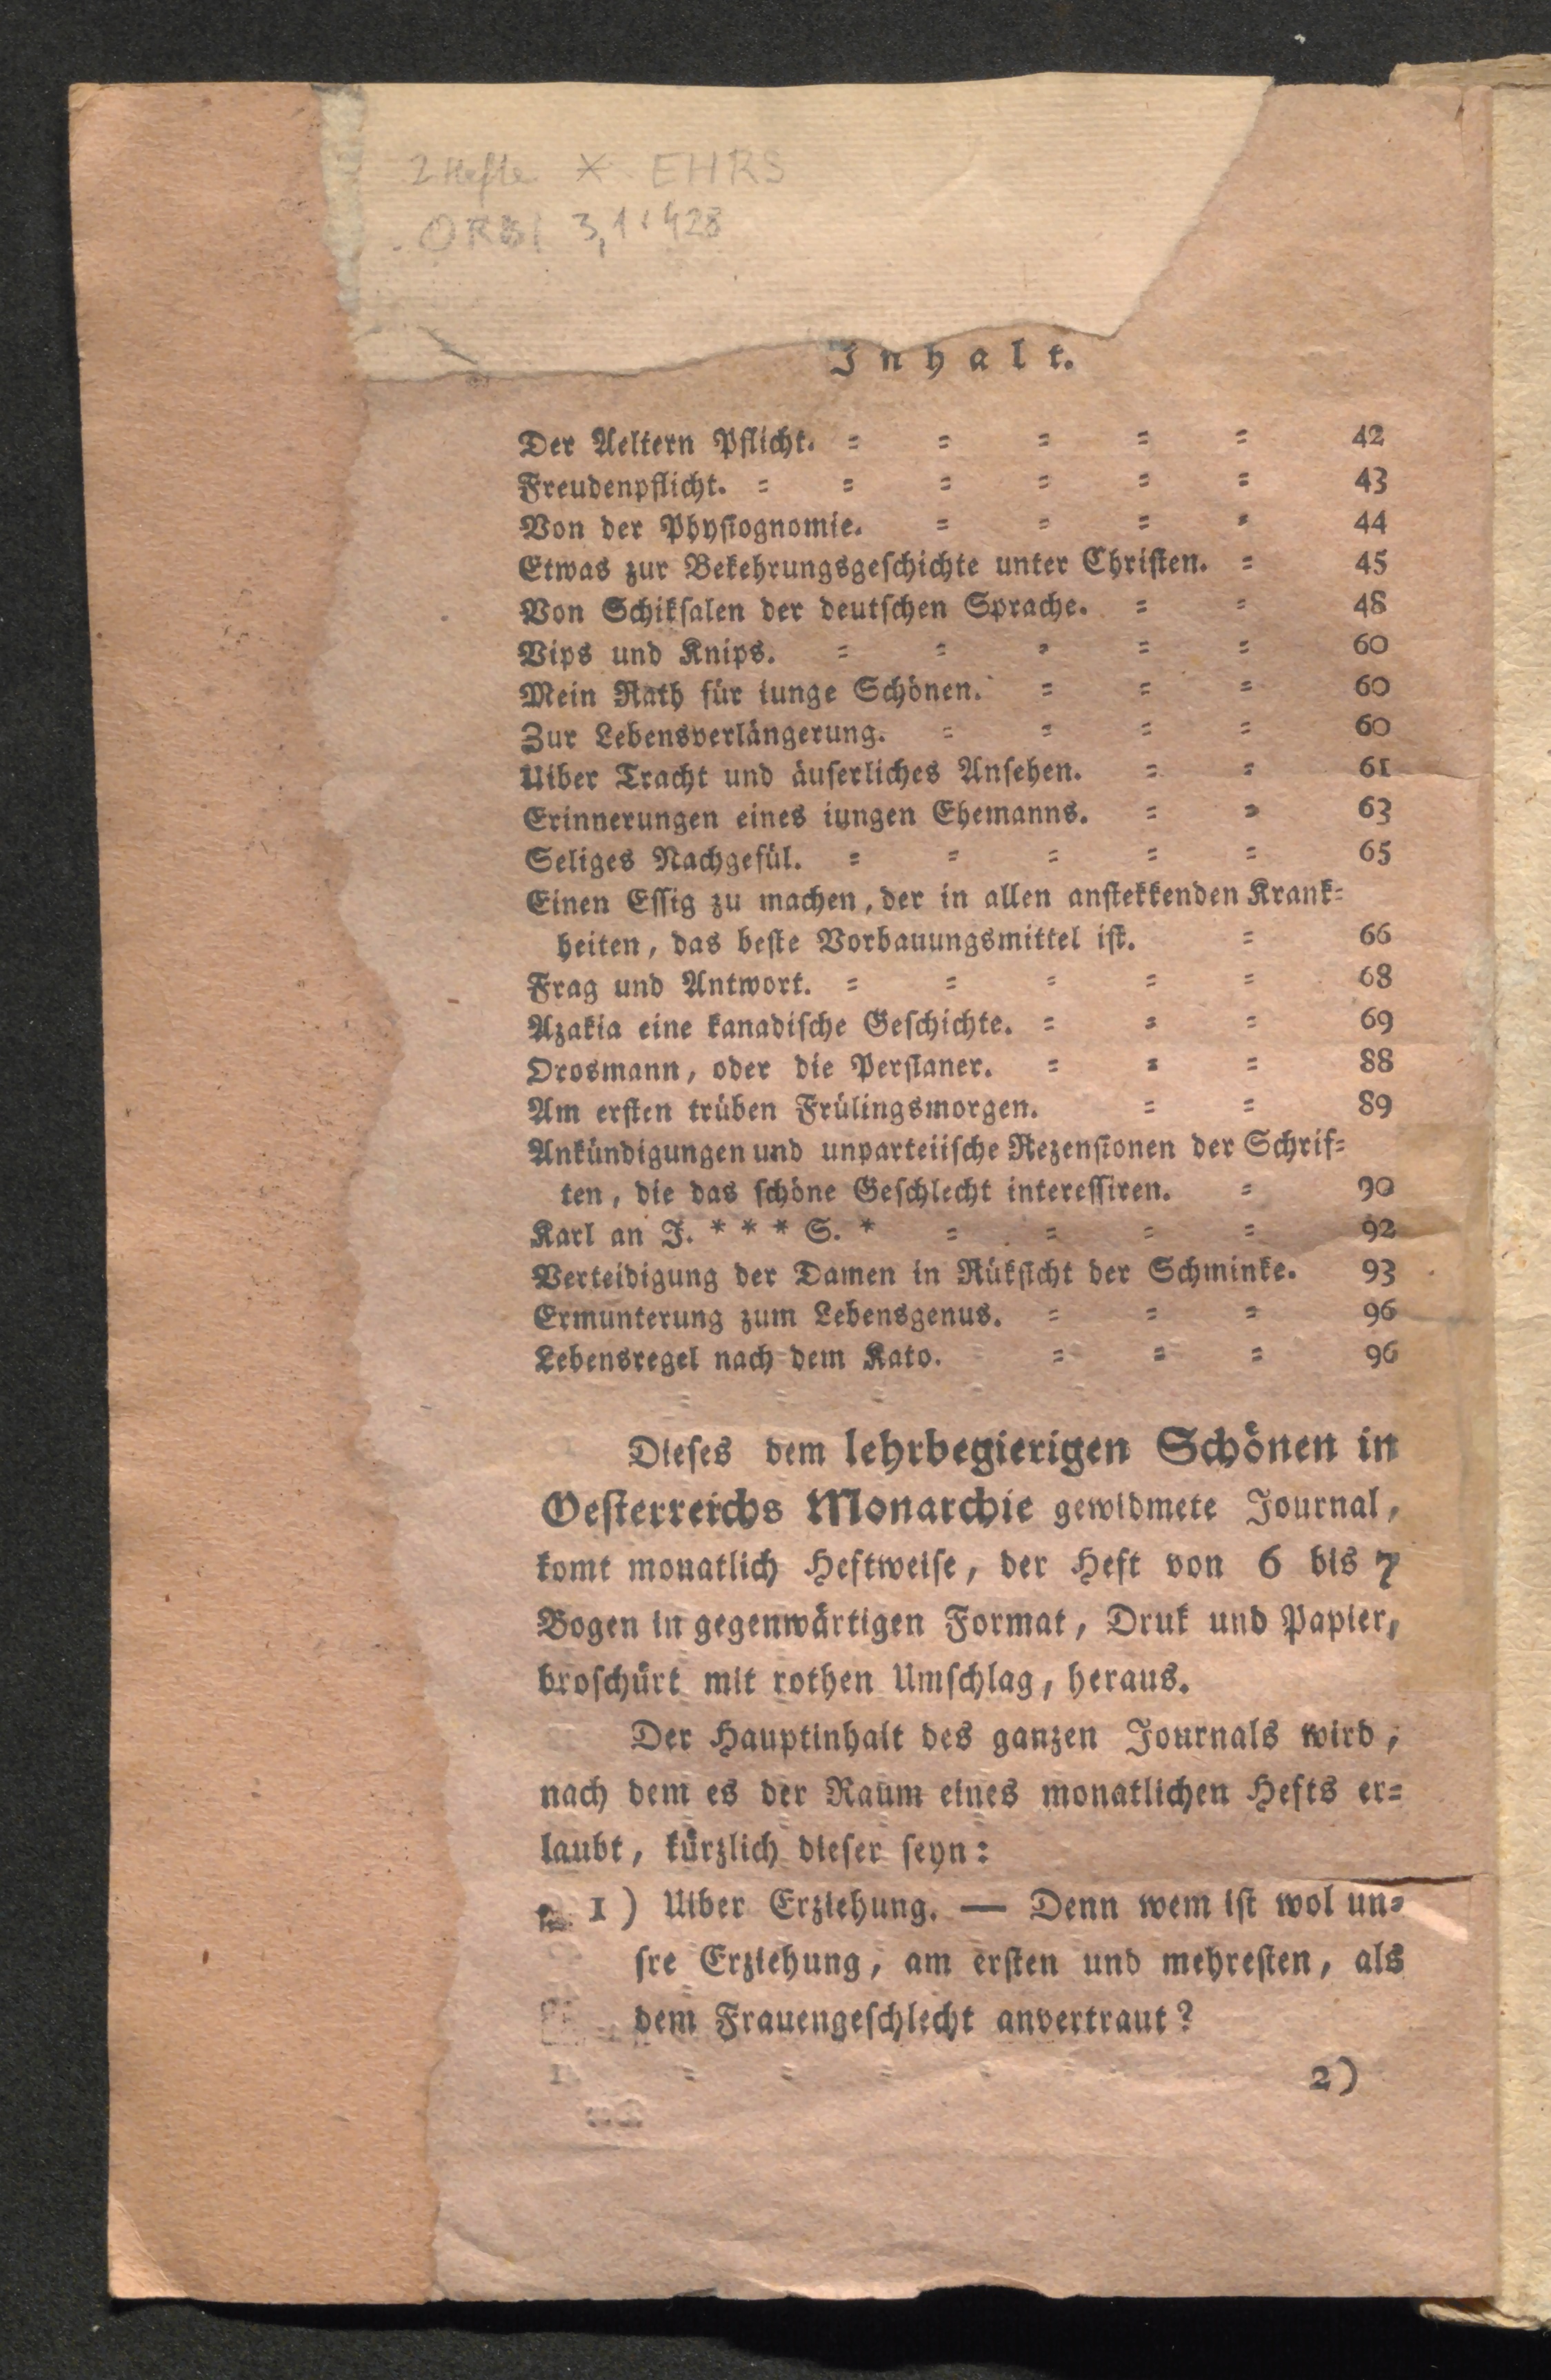 2 Hefte * EHRS
3,1:428
Inhalt.
Der Aeltern Pflicht. = = = = = 42
Freudenpflicht. = = = = = = 43
Von der Physiognomie. = = = = 44
Etwas zur Bekehrungsgeschichte unter Christen. = 45
Von Schiksalen der deutschen Sprache. = = 48
Vips und Knips. = = = = = 60
Mein Rath für iunge Schönen. = = = 60
Zur Lebensverlängerung. = = = = 60
Uiber Tracht und äuserliches Ansehen. = = 61
Erinnerungen eines iungen Ehemanns. = = 63
Seliges Nachgefül. = = = = = 65
Einen Essig zu machen, der in allen anstekkenden Krank=
heiten, das beste Vorbauungsmittel ist. = 66
Frag und Antwort. = = = = = 68
Azakia eine kanadische Geschichte. = = = 69
Orosmann, oder die Persianer. = = = 88
Am ersten trüben Frülingsmorgen. = = 89
Ankündigungen und unparteiische Rezensionen der Schrif=
ten, die das schöne Geschlecht interessiren. = 90
Karl an J. * * * S. * = = = = 92
Verteidigung der Damen in Rüksicht der Schminke. 93
Ermunterung zum Lebensgenus. = = = 96
Lebensregel nach dem Kato. = = = 96
Dieses dem lehrbegierigen Schönen in
Oesterreichs Monarchie gewidmete Journal,
komt monatlich Heftweise, der Heft von 6 bis 7
Bogen in gegenwärtigen Format, Druk und Papier,
broschürt mit rothen Umschlag, heraus.
Der Hauptinhalt des ganzen Journals wird,
nach dem es der Raum eines monatlichen Hefts er=
laubt, kürzlich dieser seyn:
1) Uiber Erziehung. — Denn wem ist wol un=
sre Erziehung, am ersten und mehresten, als
dem Frauengeschlecht anvertraut?
2)